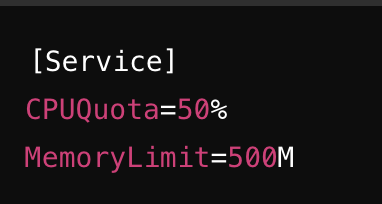 [Service]
CPUQuota=50%
MemoryLimit=500M